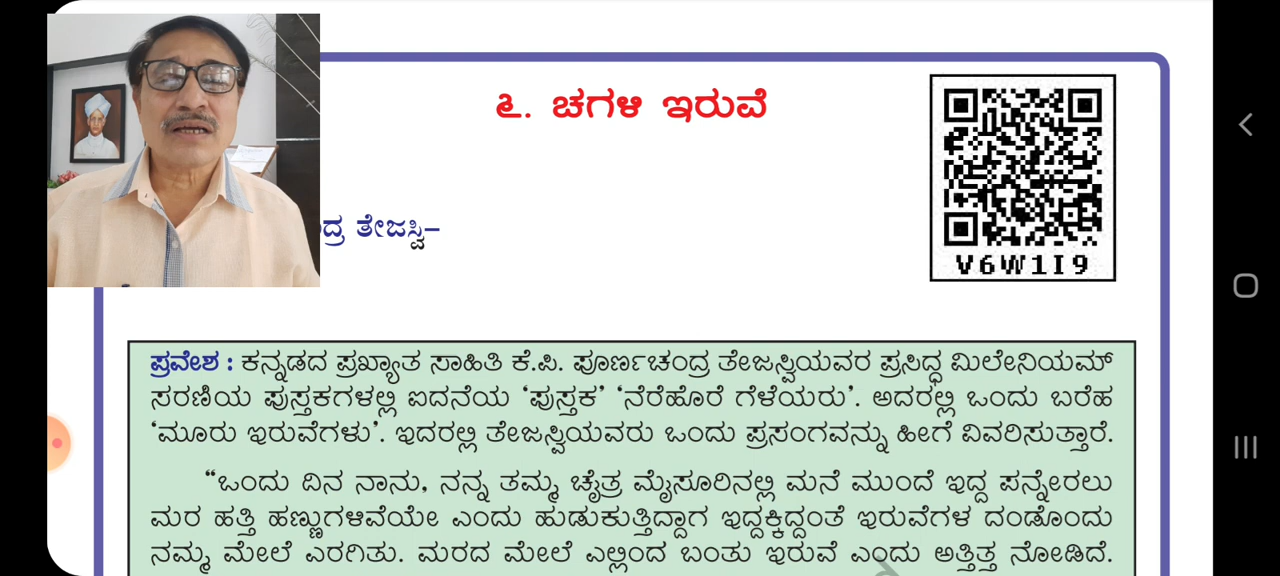 ೬. ಚಗಳಿ ಇರುವೆ
ತೇಜಸ್ವಿ–
V6W1I9
ಪ್ರವೇಶ : ಕನ್ನಡದ ಪ್ರಖ್ಯಾತ ಸಾಹಿತಿ ಕೆ.ಪಿ. ಪೂರ್ಣಚಂದ್ರ ತೇಜಸ್ವಿಯವರ ಪ್ರಸಿದ್ಧ ಮಿಲೇನಿಯಮ್
ಸರಣಿಯ ಪುಸ್ತಕಗಳಲ್ಲಿ ಐದನೆಯ ‘ಪುಸ್ತಕ’ ‘ನೆರೆಹೊರೆ ಗೆಳೆಯರು’. ಅದರಲ್ಲಿ ಒಂದು ಬರೆಹ
‘ಮೂರು ಇರುವೆಗಳು’. ಇದರಲ್ಲಿ ತೇಜಸ್ವಿಯವರು ಒಂದು ಪ್ರಸಂಗವನ್ನು ಹೀಗೆ ವಿವರಿಸುತ್ತಾರೆ.
“ಒಂದು ದಿನ ನಾನು, ನನ್ನ ತಮ್ಮ ಚೈತ್ರ ಮೈಸೂರಿನಲ್ಲಿ ಮನೆ ಮುಂದೆ ಇದ್ದ ಪನ್ನೇರಲು
ಮರ ಹತ್ತಿ ಹಣ್ಣುಗಳಿವೆಯೇ ಎಂದು ಹುಡುಕುತ್ತಿದ್ದಾಗ ಇದ್ದಕ್ಕಿದ್ದಂತೆ ಇರುವೆಗಳ ದಂಡೊಂದು
ನಮ್ಮ ಮೇಲೆ ಎರಗಿತು. ಮರದ ಮೇಲೆ ಎಲ್ಲಿಂದ ಬಂತು ಇರುವೆ ಎಂದು ಅತ್ತಿತ್ತ ನೋಡಿದೆ.